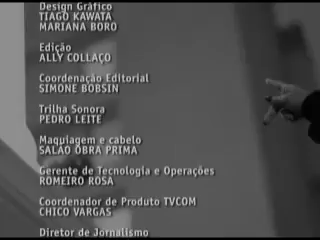 Design Gráfico
TIAGO KAWATA
MARIANA BORO
Edição
ALLY COLLAÇO
Coordenação Editorial
SIMONE BOBSIN
Trilha Sonora
PEDRO LEITE
Maquiagem e cabelo
SALÃO OBRA PRIMA
Gerente de Tecnologia e Operações
ROMEIRO ROSA
Coordenador de Produto TVCOM
CHICO VARGAS
Diretor de Jornalismo